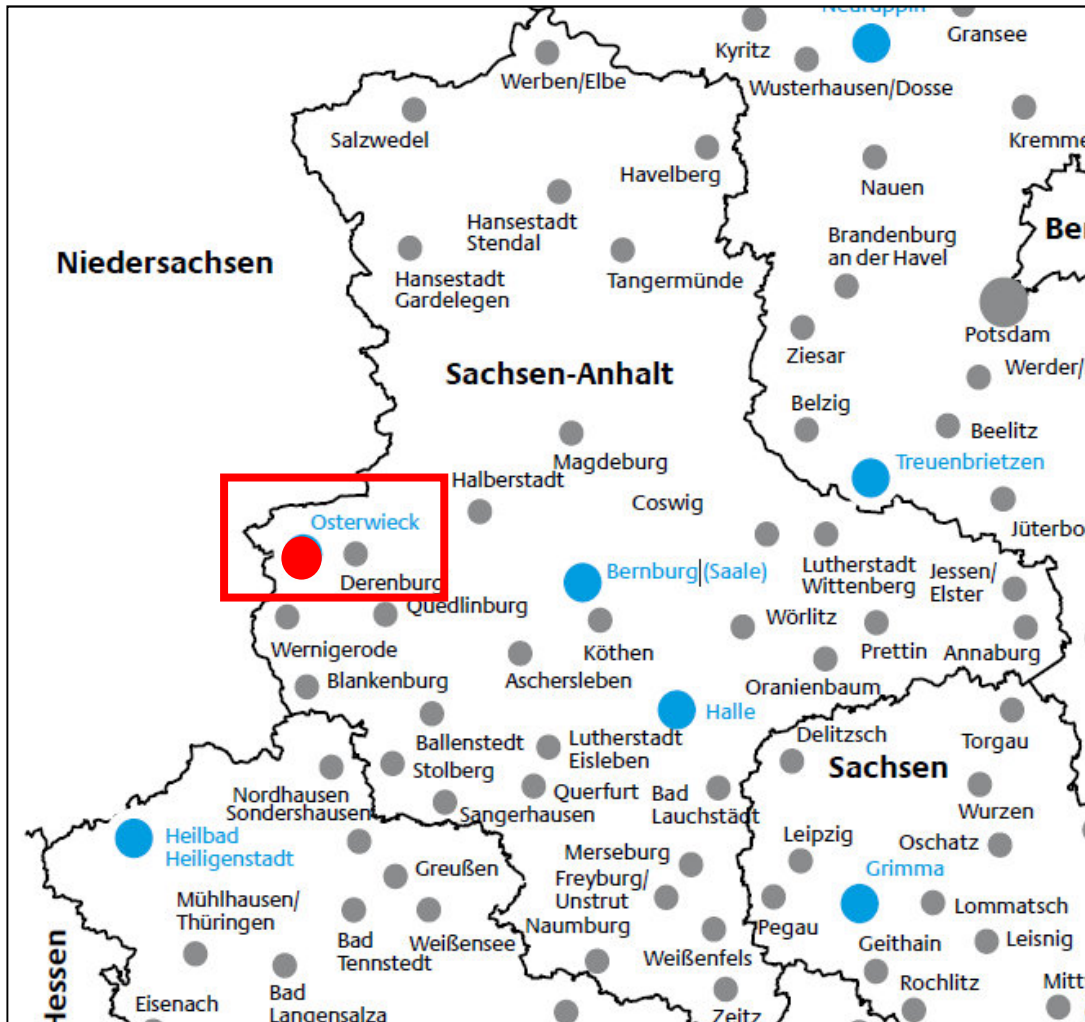 Neuruppin
Gransee
Kyritz
Werben/Elbe
Wusterhausen/Dosse
Salzwedel
Kremme
Havelberg
Nauen
Hansestadt
Stendal
Brandenburg
an der Havel
Ber
Niedersachsen
Hansestadt
Gardelegen
Tangermünde
Potsdam
Ziesar
Werder/
Sachsen-Anhalt
Belzig
Beelitz
Magdeburg
Treuenbrietzen
Halberstadt
Coswig
Osterwieck
Jüterbo
Derenburg
Bernburg (Saale)
Lutherstadt
Wittenberg
Jessen/
Elster
Quedlinburg
Wörlitz
Wernigerode
Köthen
Prettin
Annaburg
Blankenburg
Aschersleben
Oranienbaum
Halle
Ballenstedt
Lutherstadt
Eisleben
Delitzsch
Torgau
Stolberg
Sachsen
Nordhausen
Querfurt
Bad
Lauchstädt
Sondershausen
Sangerhausen
Wurzen
Heilbad
Heiligenstadt
Leipzig
Oschatz
Merseburg
Greußen
Grimma
Freyburg/
Unstrut
Mühlhausen/
Thüringen
Lommatsch
Naumburg
Pegau
Bad
Tennstedt
Weißensee
Geithain
Leisnig
Weißenfels
Hessen
Rochlitz
Mitt
Eisenach
Bad
Langensalza
Zeitz